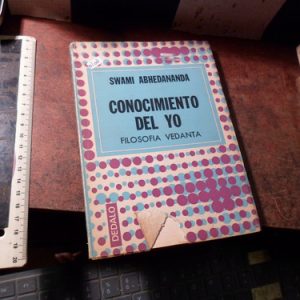 SWAMI ABHEDANANDA
CONOCIMIENTO
DEL YO
FILOSOFIA VEDANTA
DEDALO